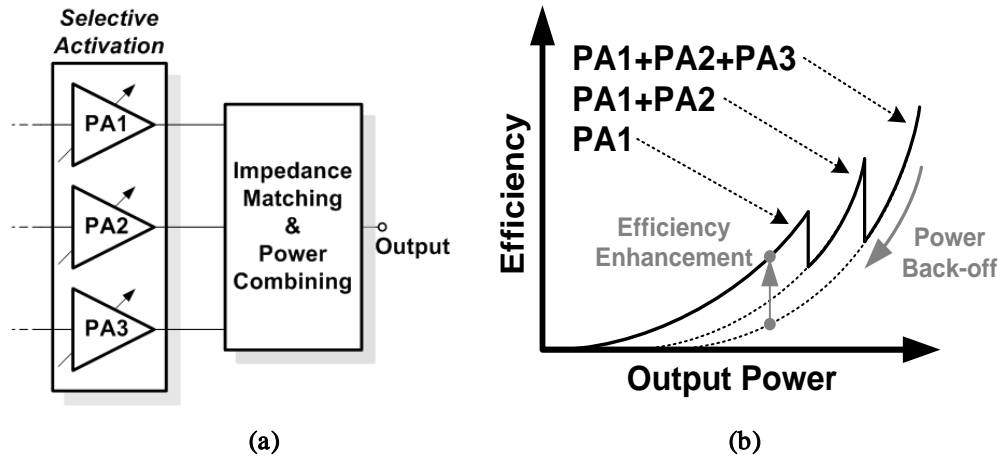 Selective
Activation
PA1
PA2
PA3
Impedance
Matching
&
Power
Combining
Output
(a)
PA1+PA2+PA3
PA1+PA2
PA1
Efficiency
Enhancement
Power
Back-off
Efficiency
Output Power
(b)